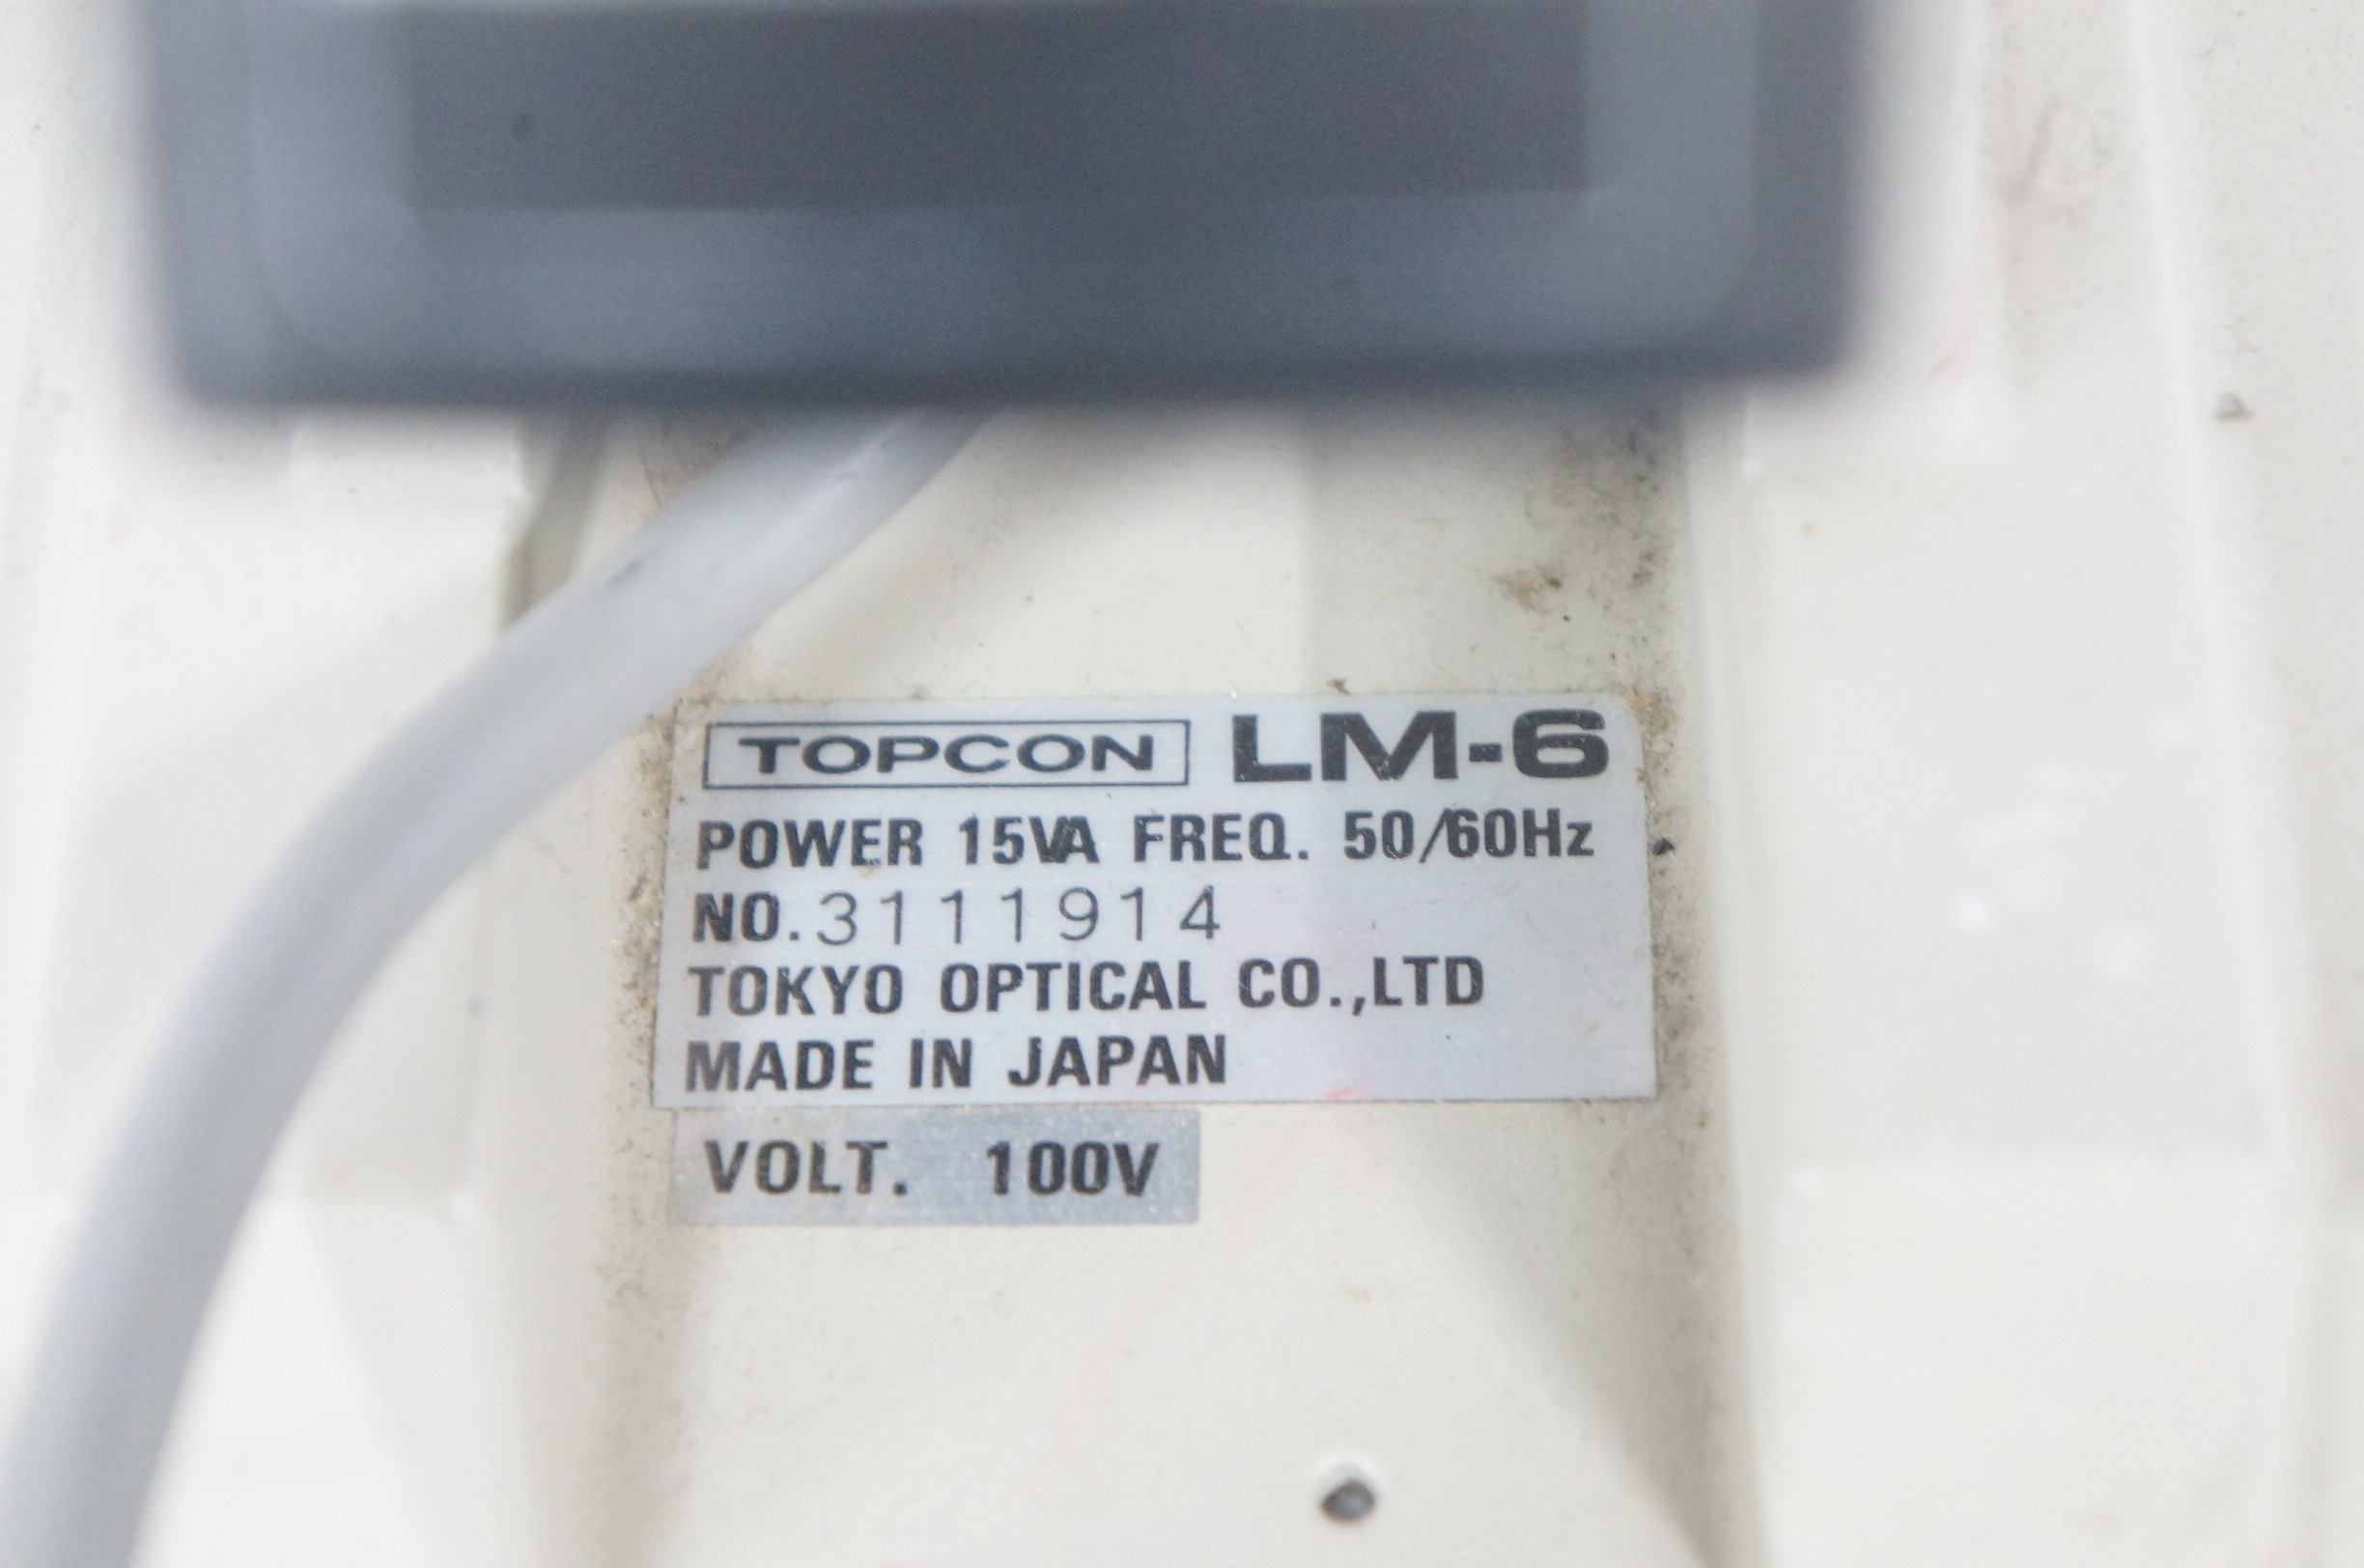 TOPCON LM-6
POWER 15VA FREQ. 50/60Hz
NO. 3111914
TOKYO OPTICAL CO.,LTD
MADE IN JAPAN
VOLT. 100V